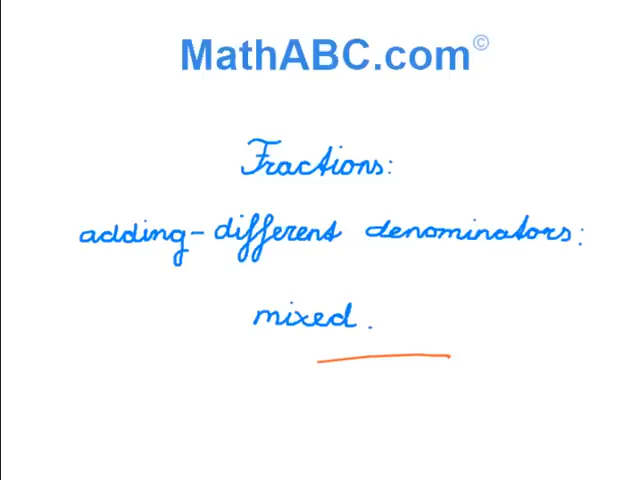 MathABC.com©
Fractions:
adding - different denominators:
mixed.